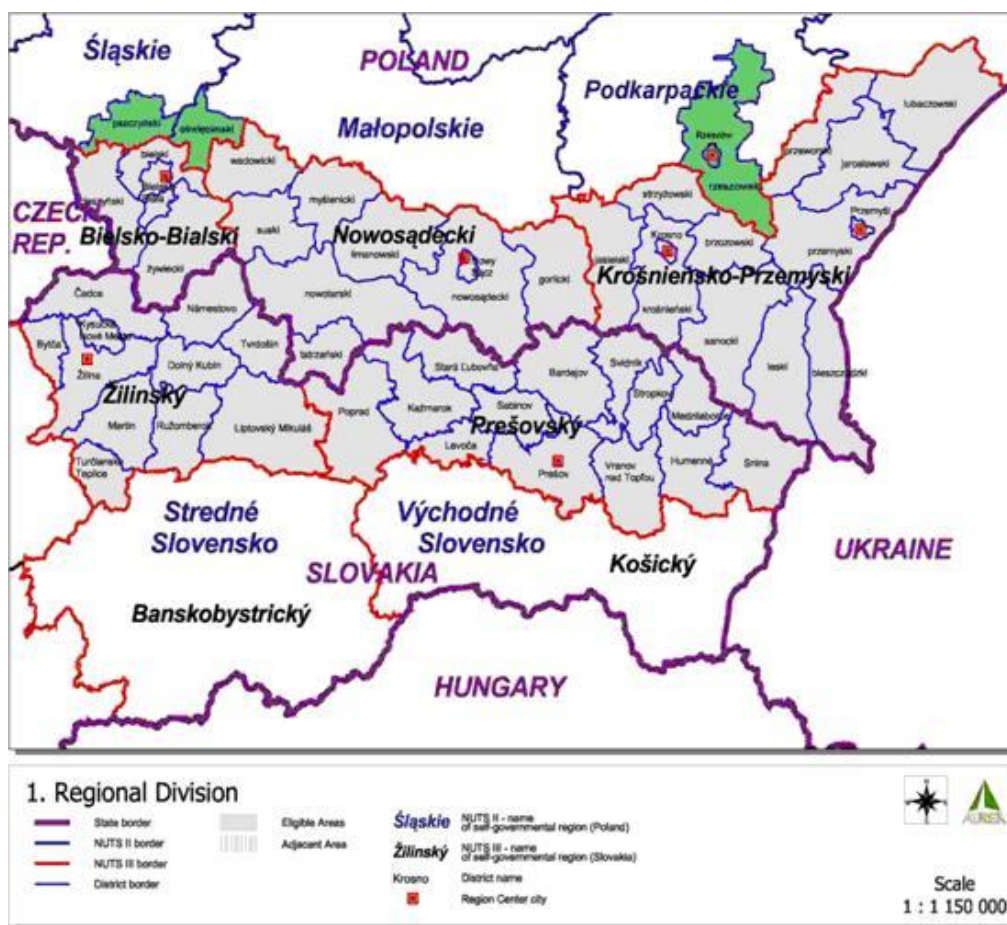 Śląskie
POLAND
Podkarpackie
Małopolskie
lubaczowski
pszczyński
oświęcimski
Rzeszów
przeworski
jarosławski
bielski
wadowicki
rzeszowski
strzyżowski
Bielsko
Biała
cieszyński
myślenicki
Przemyśl
CZECH
REP.
Bielsko-Bialski
suski
Nowosądecki
limanowski
Nowy
Sącz
jasielski
Krosno
brzozowski
przemyski
Krośnieńsko-Przemyski
żywiecki
gorlicki
nowotarski
nowosądecki
krośnieński
Čadca
Námestovo
sanocki
Kysucké
Nové Mesto
Bytča
Tvrdošín
tatrzański
Stará Ľubovňa
Svidník
leski
bieszczadzki
Žilina
Dolný Kubín
Bardejov
Stropkov
Žilinský
Poprad
Kežmarok
Sabinov
Medzilaborce
Prešovský
Martin
Ružomberok
Liptovský Mikuláš
Levoča
Turčianske
Teplice
Prešov
Vranov
nad Topľou
Humenné
Snina
Stredné
Slovensko
Východné
Slovensko
UKRAINE
SLOVAKIA
Košický
Banskobystrický
HUNGARY
1. Regional Division
State border
NUTS II border
NUTS III border
District border
Eligible Areas
Adjacent Area
Śląskie
NUTS II - name
of self-governmental region (Poland)
Žilinský
NUTS III - name
of self-governmental region (Slovakia)
Krosno
District name
Region Center city
AUREX
Scale
1 : 1 150 000